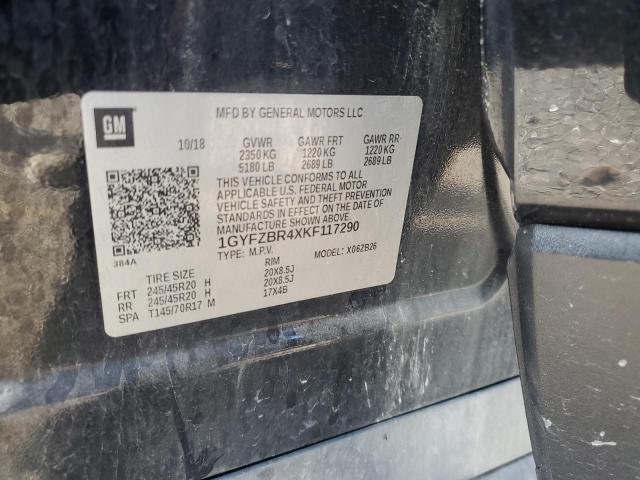 GM
MFD BY GENERAL MOTORS LLC
10/18 GVWR GAWR FRT GAWR RR
2350 KG 1220 KG 1220 KG
5180 LB 2689 LB 2689 LB
THIS VEHICLE CONFORMS TO ALL
APPLICABLE U.S. FEDERAL MOTOR
VEHICLE SAFETY, BUMPER, AND
THEFT PREVENTION STANDARDS IN
EFFECT ON THE DATE OF
MANUFACTURE SHOWN ABOVE.
1GYFZBR4XKF117290
384A TYPE: M.P.V. MODEL: X06ZB26
TIRE SIZE RIM
FRT 245/45R20 H 20X8.5J
RR 245/45R20 H 20X8.5J
SPA T145/70R17 M 17X4B